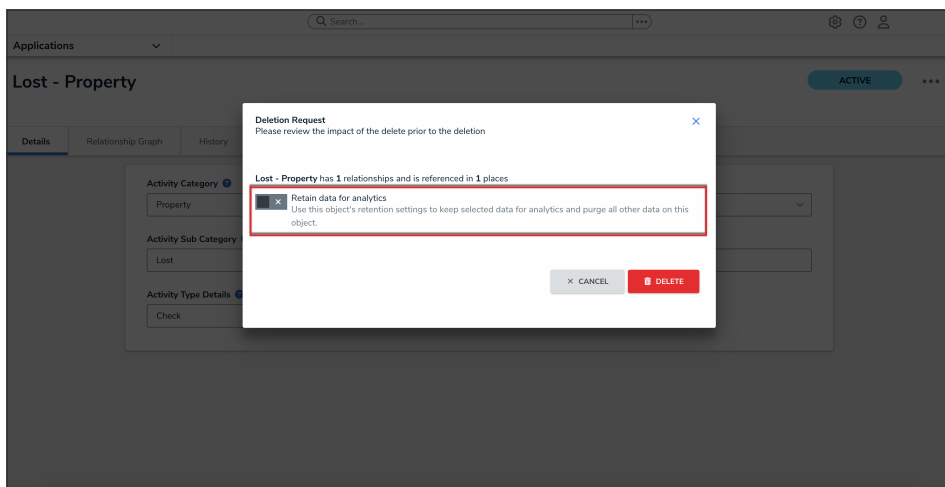 Search...
Applications
Lost - Property
ACTIVE
Details
Relationship Graph
History
Deletion Request
Please review the impact of the delete prior to the deletion
Lost - Property has 1 relationships and is referenced in 1 places
Retain data for analytics
Use this object's retention settings to keep selected data for analytics and purge all other data on this
object.
CANCEL
DELETE
Activity Category
Property
Activity Sub Category
Lost
Activity Type Details
Check